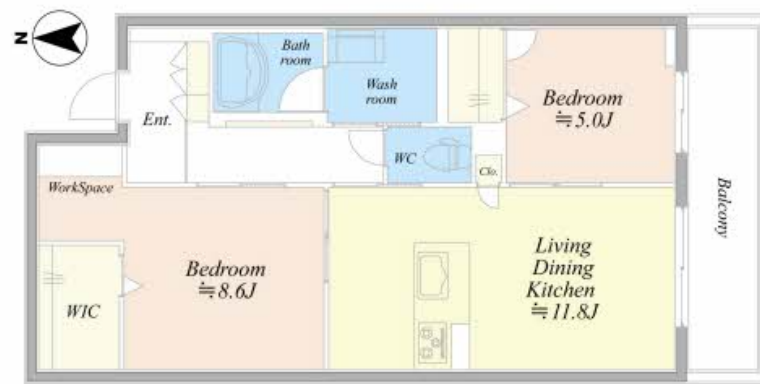 N
Bath
room
Wash
room
Ent.
Bedroom
≒5.0J
WC
Clo.
WorkSpace
Balcony
Bedroom
≒8.6J
WIC
Living
Dining
Kitchen
≒11.8J